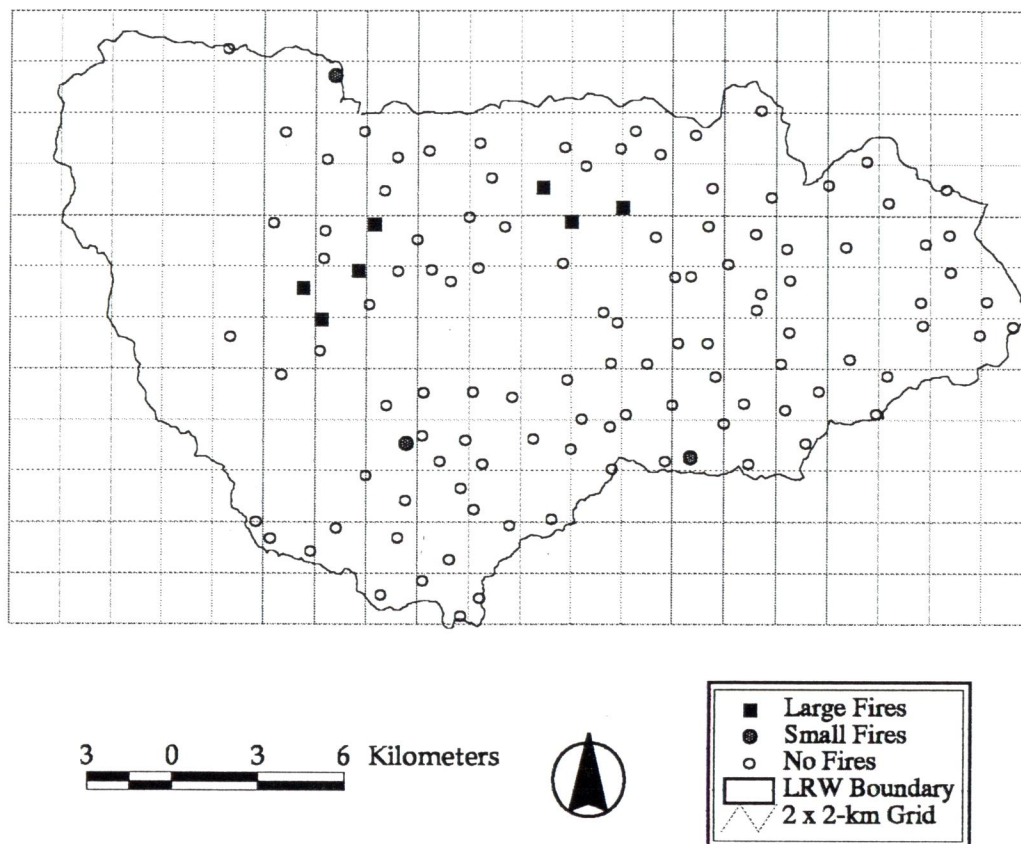 3 0 3 6 Kilometers
Large Fires
Small Fires
No Fires
LRW Boundary
2 x 2-km Grid